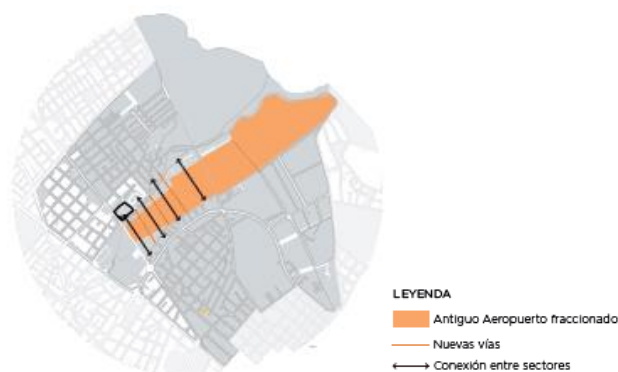 LEYENDA
Antiguo Aeropuerto fraccionado
Nuevas vías
Conexión entre sectores